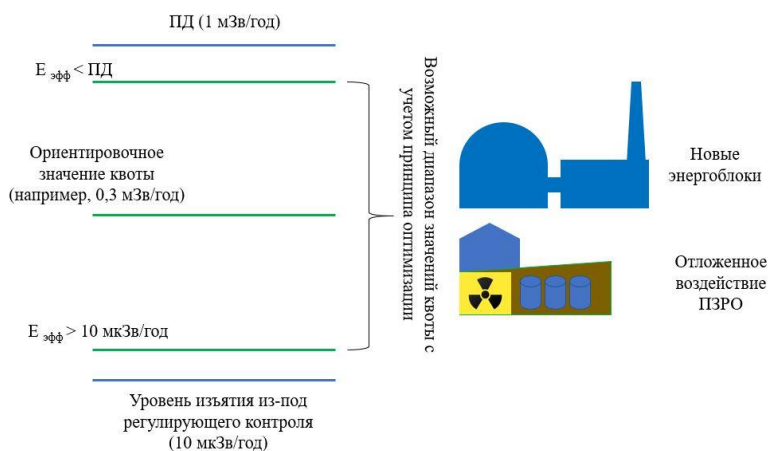 ПД (1 мЗв/год)
Е эфф < ПД
Ориентировочное
значение квоты
(например, 0,3 мЗв/год)
Е эфф > 10 мкЗв/год
Уровень изъятия из-под
регулирующего контроля
(10 мкЗв/год)
Возможный диапазон значений квоты с
учетом принципа оптимизации
Новые
энергоблоки
Отложенное
воздействие
ПЗРО